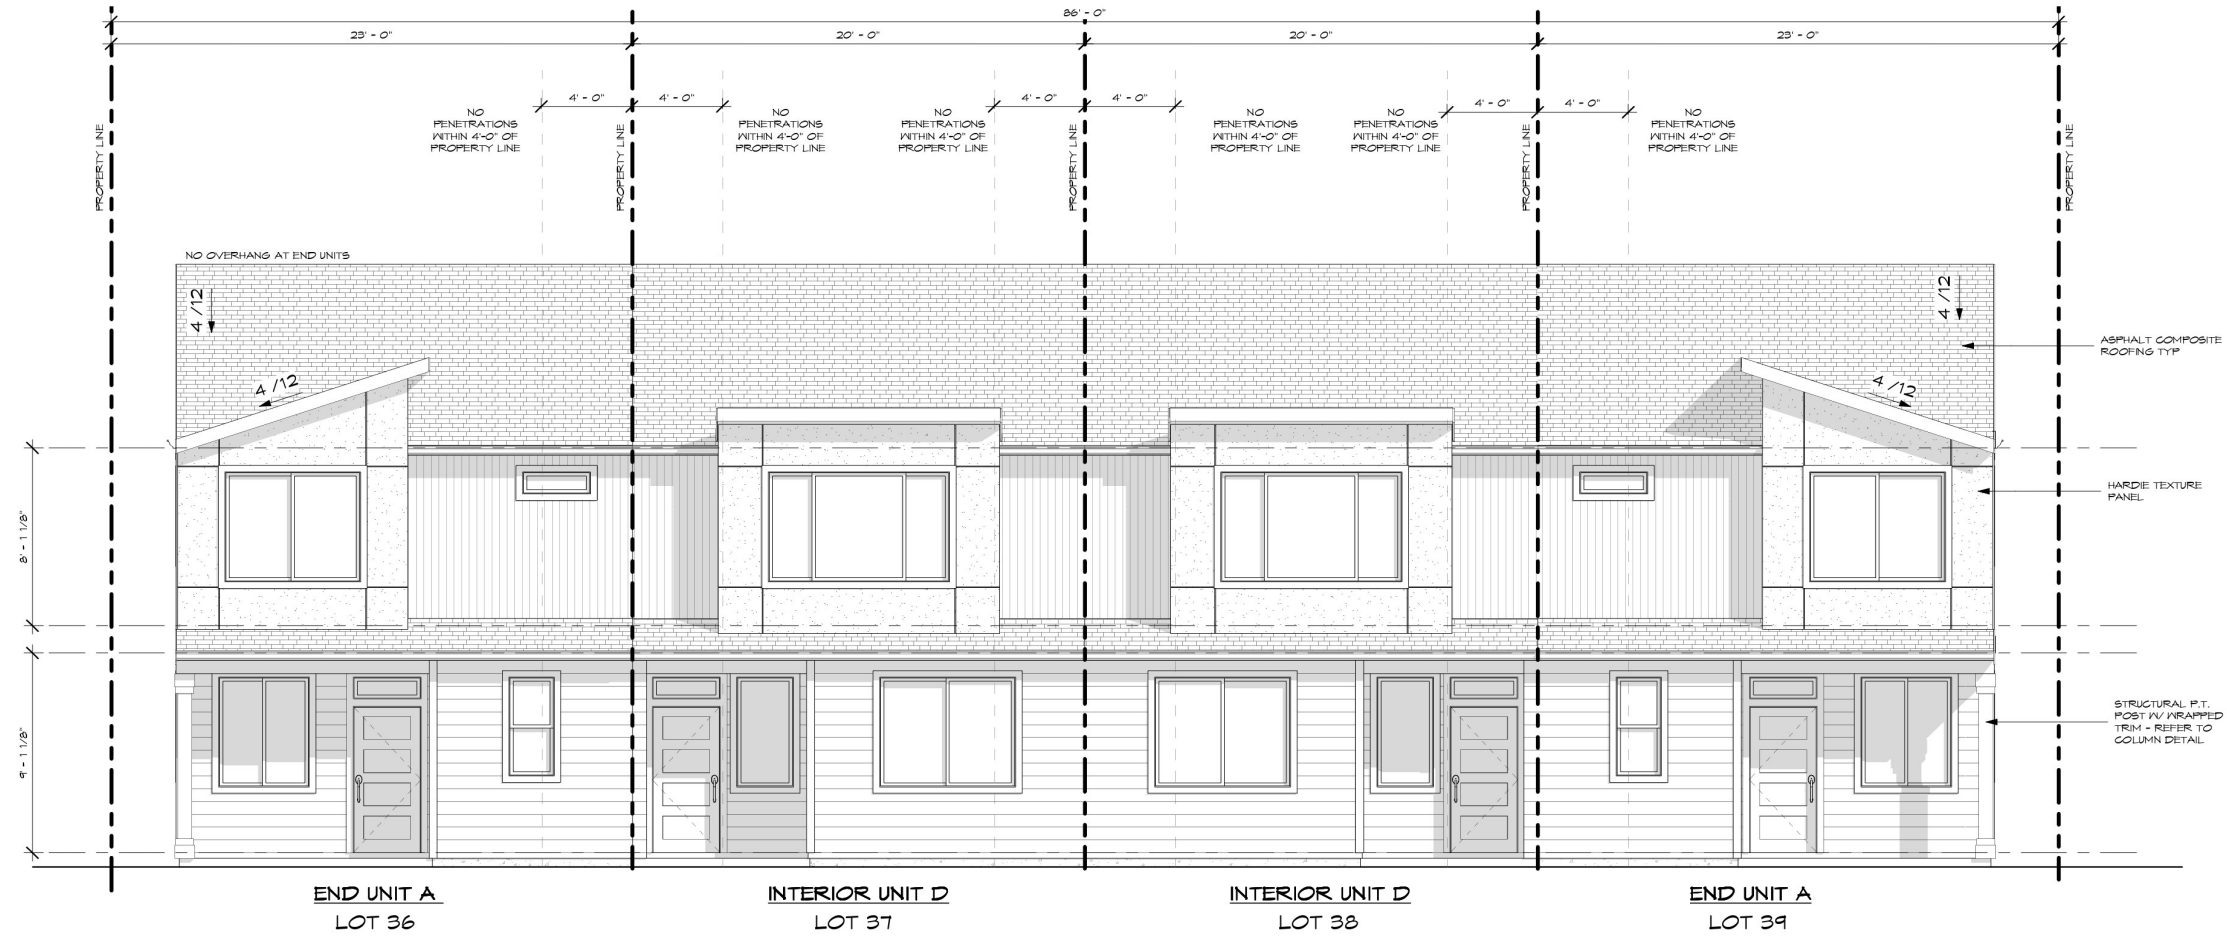 86' - 0"
23' - 0"
20' - 0"
20' - 0"
23' - 0"
4' - 0"
4' - 0"
4' - 0"
4' - 0"
4' - 0"
4' - 0"
NO
PENETRATIONS
WITHIN 4'-0" OF
PROPERTY LINE
NO
PENETRATIONS
WITHIN 4'-0" OF
PROPERTY LINE
NO
PENETRATIONS
WITHIN 4'-0" OF
PROPERTY LINE
NO
PENETRATIONS
WITHIN 4'-0" OF
PROPERTY LINE
NO
PENETRATIONS
WITHIN 4'-0" OF
PROPERTY LINE
NO
PENETRATIONS
WITHIN 4'-0" OF
PROPERTY LINE
PROPERTY LINE
PROPERTY LINE
PROPERTY LINE
PROPERTY LINE
PROPERTY LINE
NO OVERHANG AT END UNITS
4 /12
4 /12
4 /12
4 /12
ASPHALT COMPOSITE
ROOFING TYP
HARDIE TEXTURE
PANEL
8' - 1 1/8"
9' - 1 1/8"
STRUCTURAL P.T.
POST W/ WRAPPED
TRIM - REFER TO
COLUMN DETAIL
END UNIT A
LOT 36
INTERIOR UNIT D
LOT 37
INTERIOR UNIT D
LOT 38
END UNIT A
LOT 39